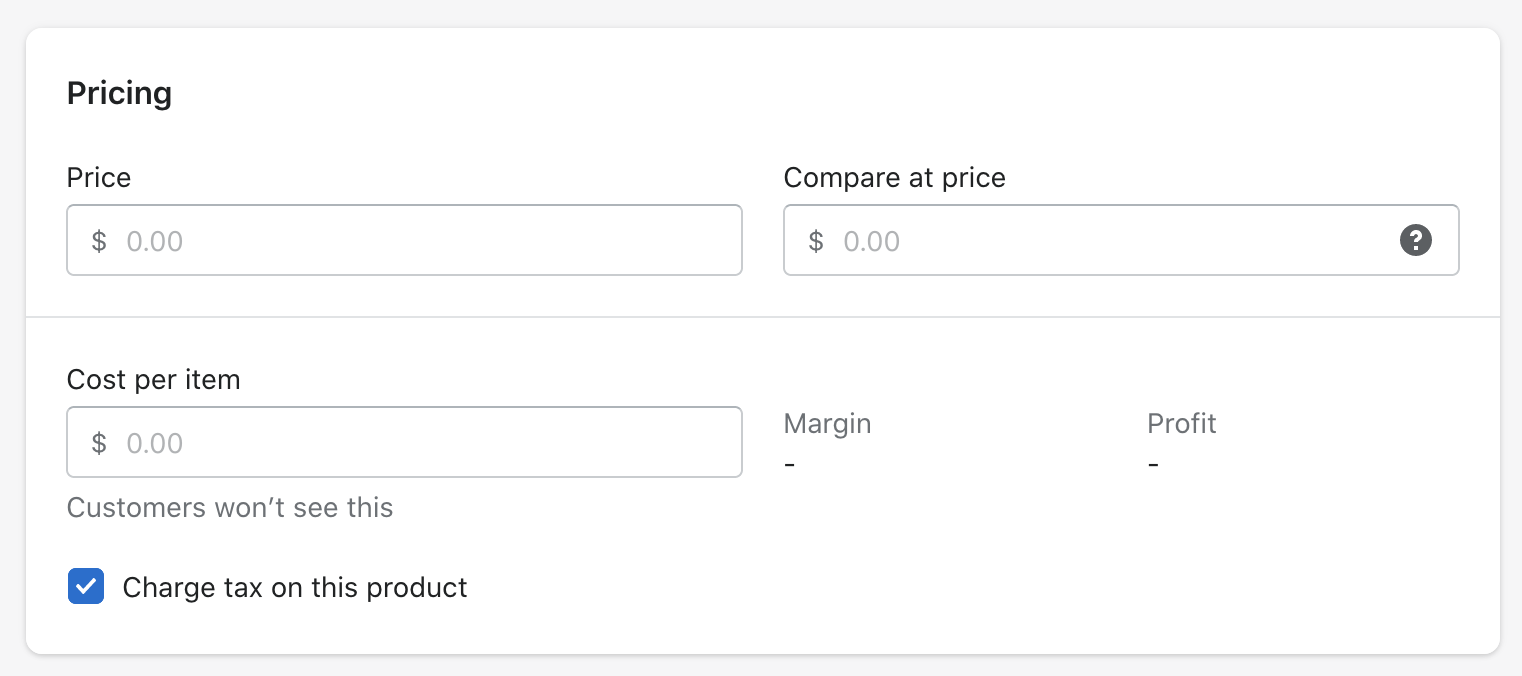 Pricing
Price
Compare at price
$ 0.00
$ 0.00
?
Cost per item
$ 0.00
Margin
Profit
-
-
Customers won’t see this
Charge tax on this product